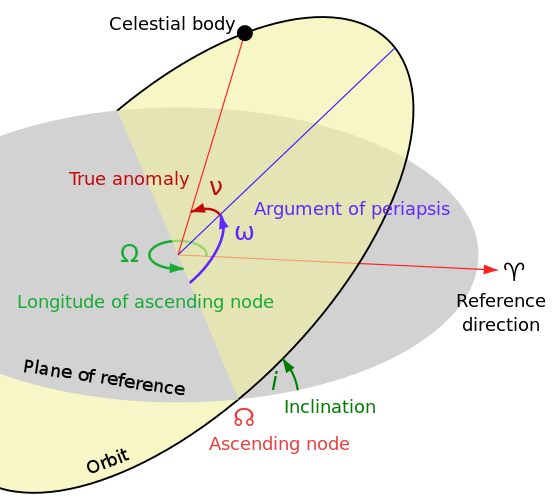 Celestial body
True anomaly
ν
Argument of periapsis
ω
Ω
♈
Longitude of ascending node
Reference
direction
Plane of reference
i
Inclination
☊
Ascending node
Orbit